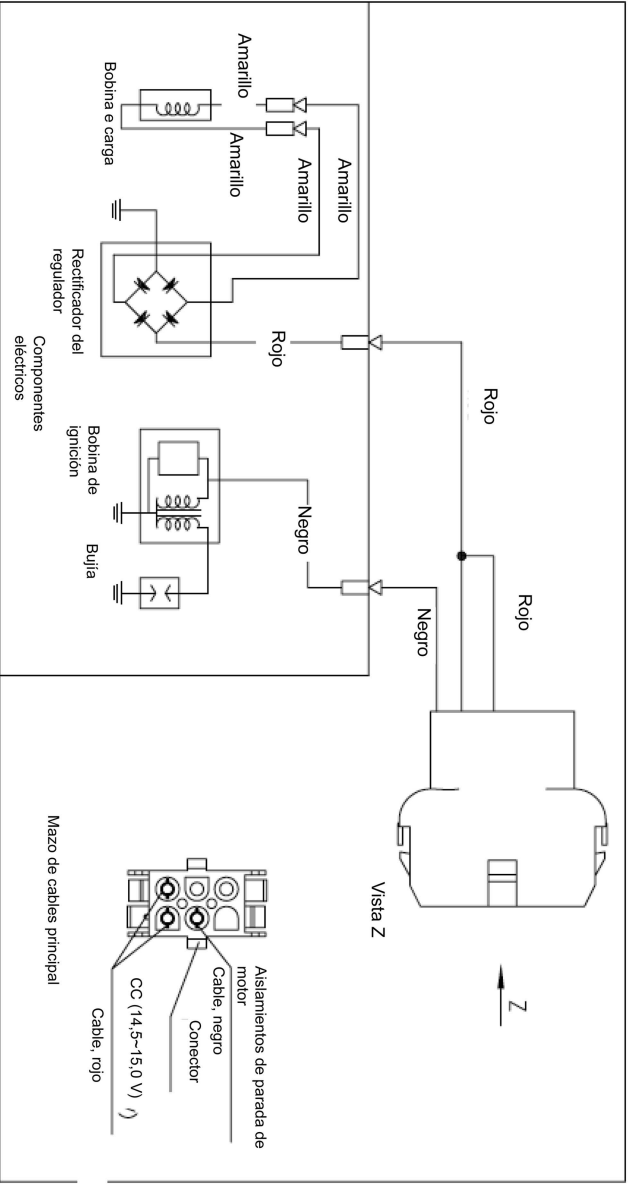 Rojo
Z
Rojo
Negro
Vista Z
Amarillo
Amarillo
Negro
Rojo
Amarillo
Amarillo
Bobina e carga
Rectificador del
regulador
Bobina de
ignición
Bujía
Componentes
eléctricos
Aislamientos de parada de
motor
Cable, negro
Conector
CC (14,5~15,0 V)
Cable, rojo
Mazo de cables principal